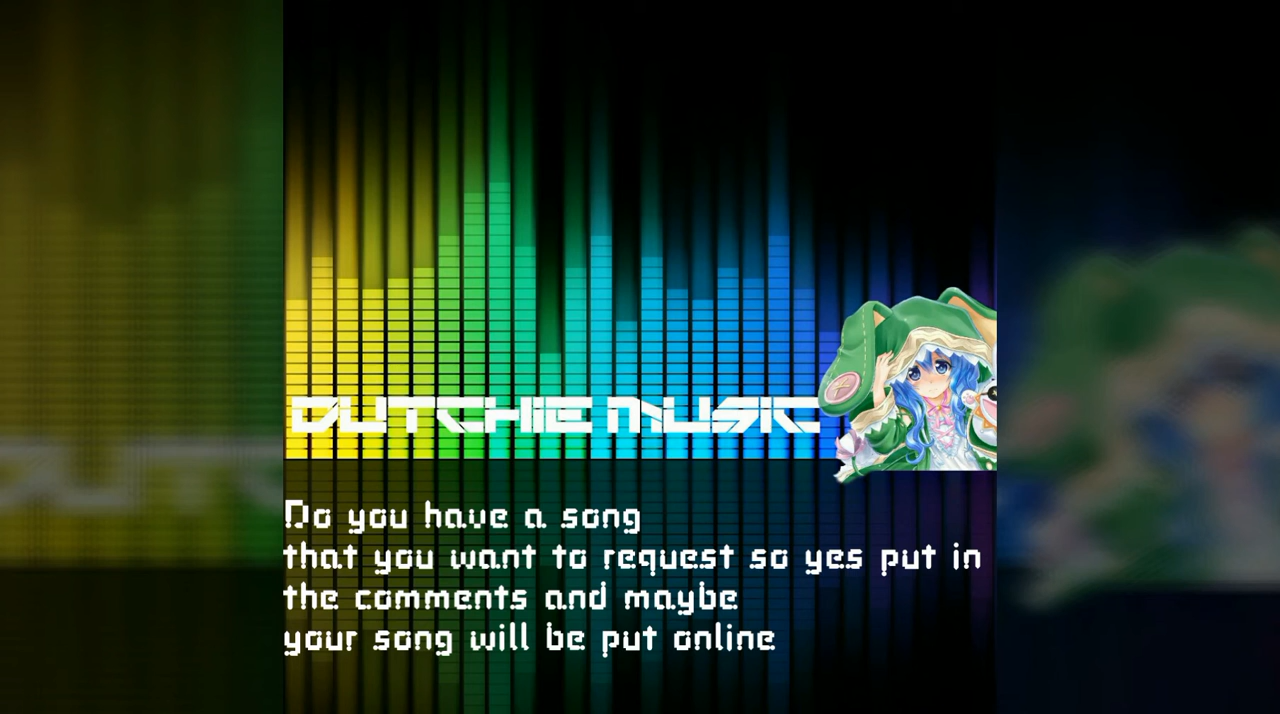 DUTCHIE MUSIC
Do you have a song
that you want to request so yes put in
the comments and maybe
your song will be put online